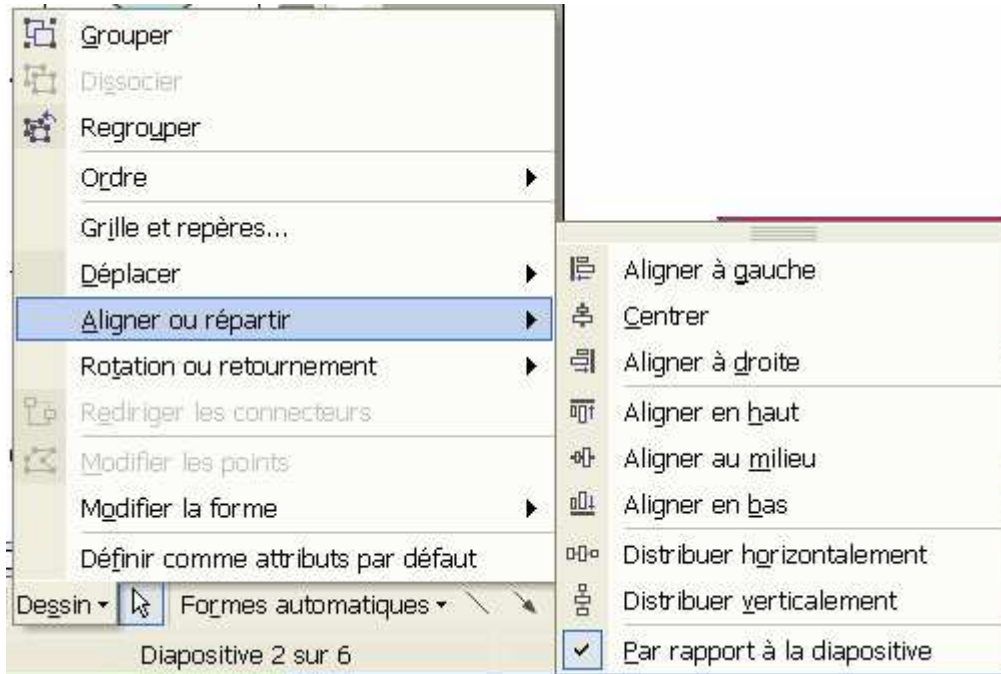 Grouper
Dissocier
Regrouper
Ordre
Grille et repères...
Déplacer
Aligner ou répartir
Rotation ou retournement
Rediriger les connecteurs
Modifier les points
Modifier la forme
Définir comme attributs par défaut
Aligner à gauche
Centrer
Aligner à droite
Aligner en haut
Aligner au milieu
Aligner en bas
Distribuer horizontalement
Distribuer verticalement
Par rapport à la diapositive
Dessin Formes automatiques
Diapositive 2 sur 6